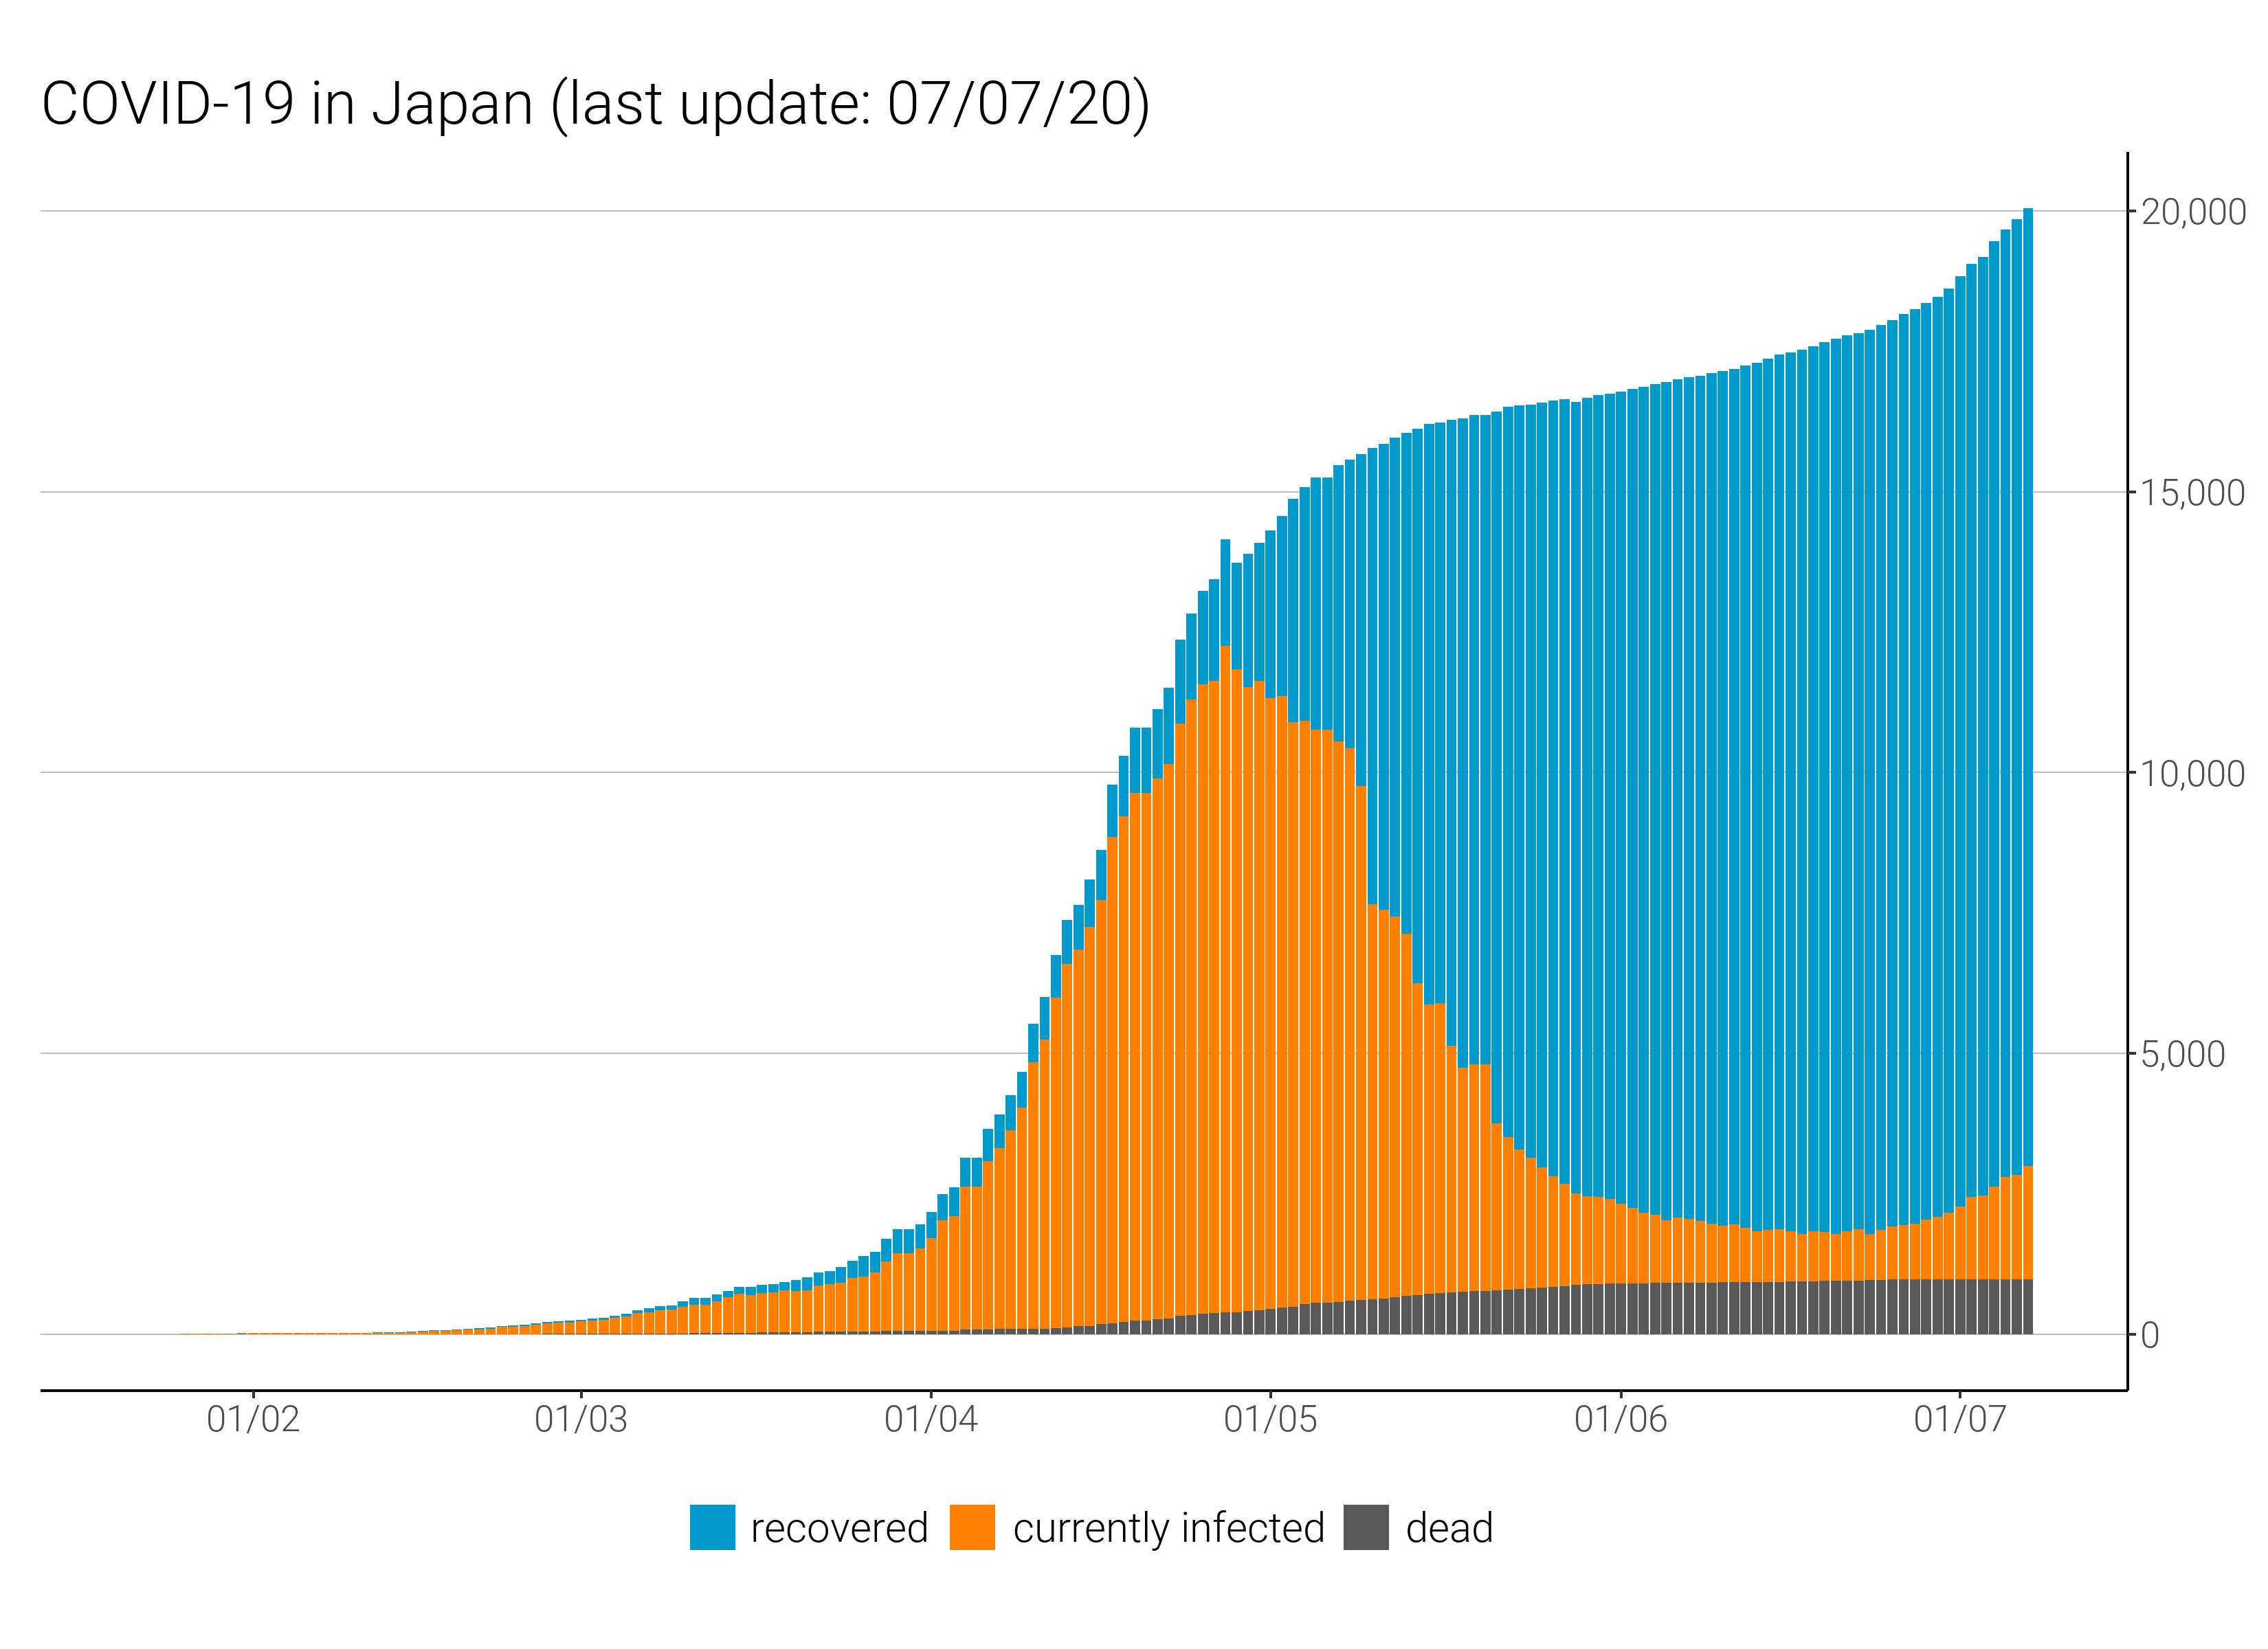 COVID-19 in Japan (last update: 07/07/20)
20,000
15,000
10,000
5,000
0
01/02 01/03 01/04 01/05 01/06 01/07
recovered currently infected dead